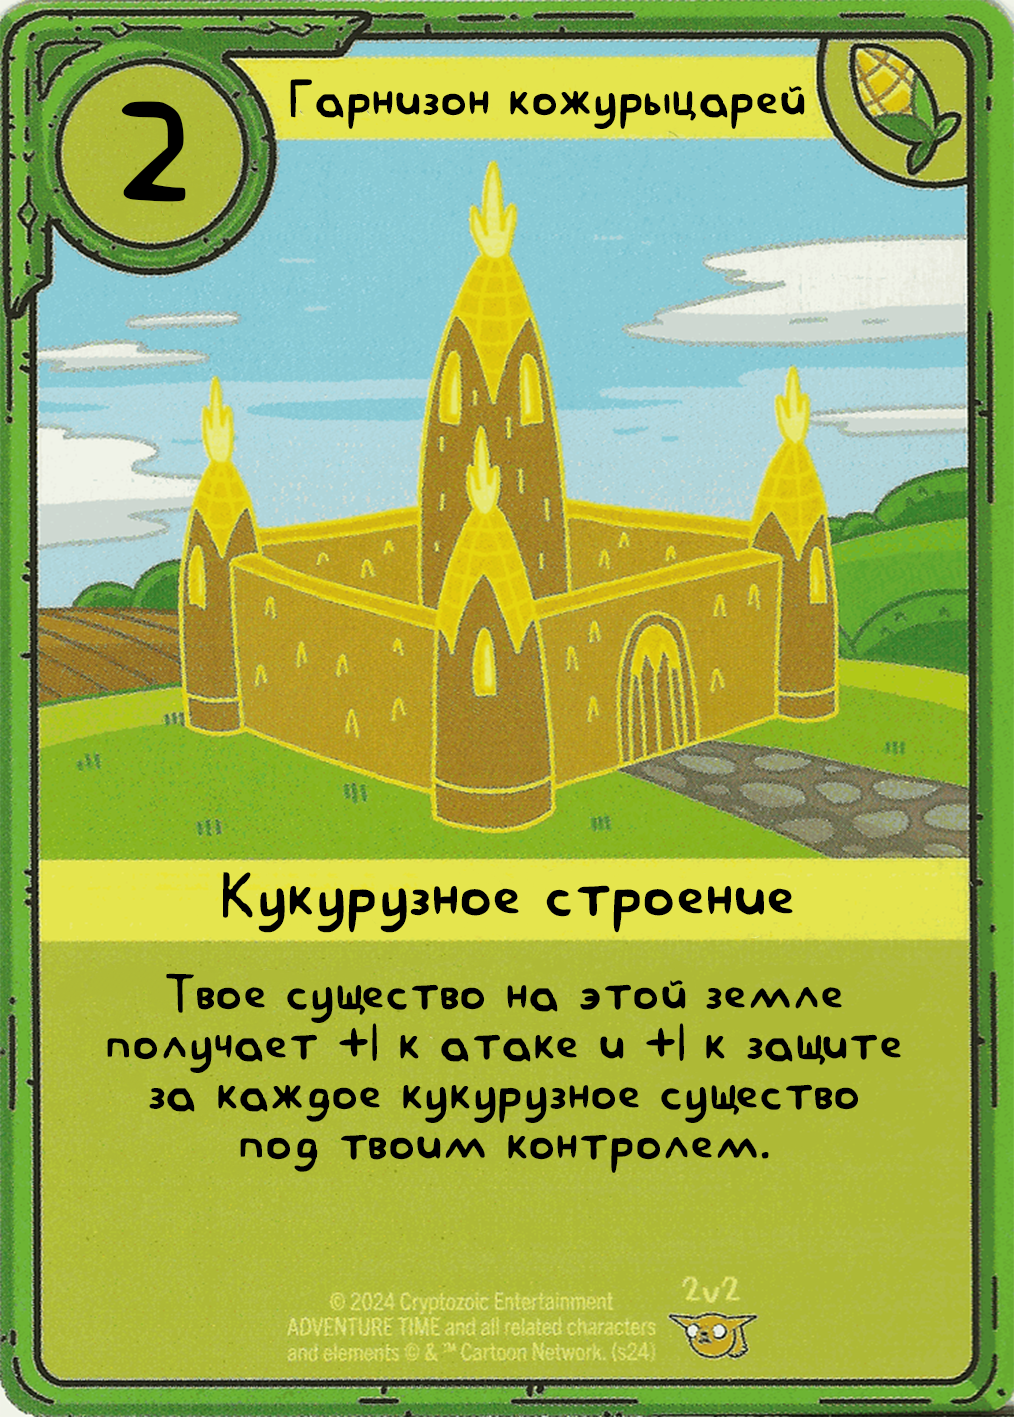 2
Гарнизон кожурыцарей
Кукурузное строение
Твое существо на этой земле
получает +1 к атаке и +1 к защите
за каждое кукурузное существо
под твоим контролем.
© 2024 Cryptozoic Entertainment
ADVENTURE TIME and all related characters
and elements © & ™ Cartoon Network. (s24)
2v2